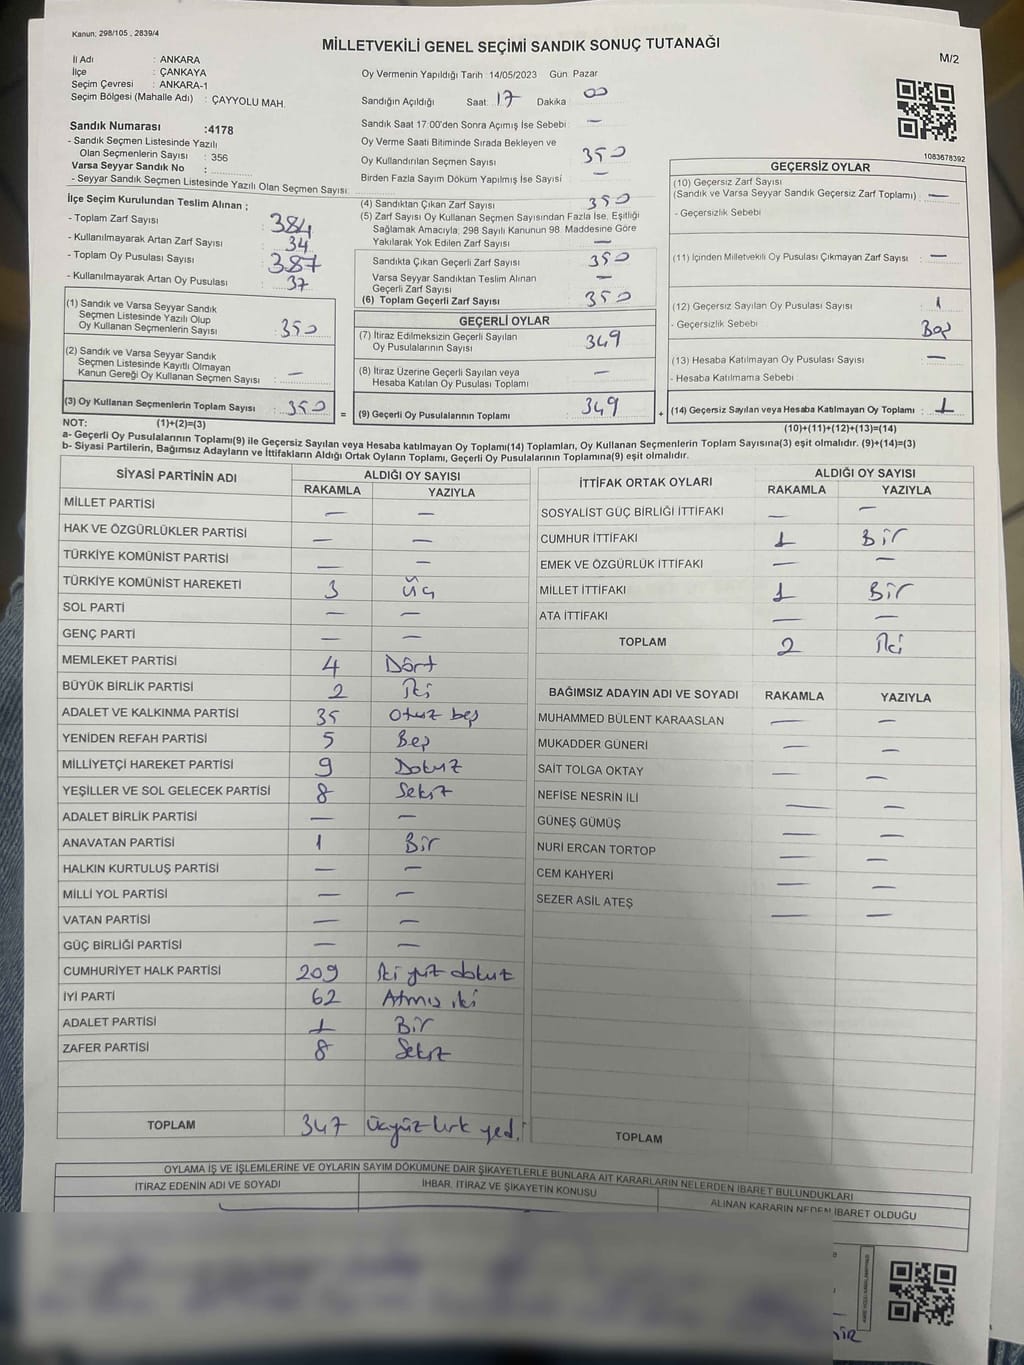 Kanun: 298/105 , 2839/4
MİLLETVEKİLİ GENEL SEÇİMİ SANDIK SONUÇ TUTANAĞI
M/2
İl Adı : ANKARA
İlçe : ÇANKAYA
Seçim Çevresi : ANKARA-1
Seçim Bölgesi (Mahalle Adı) : ÇAYYOLU MAH.
Sandık Numarası :4178
- Sandık Seçmen Listesinde Yazılı
Olan Seçmenlerin Sayısı : 356
Varsa Seyyar Sandık No :
- Seyyar Sandık Seçmen Listesinde Yazılı Olan Seçmen Sayısı:
İlçe Seçim Kurulundan Teslim Alınan ;
- Toplam Zarf Sayısı : 384
- Kullanılmayarak Artan Zarf Sayısı : 34
- Toplam Oy Pusulası Sayısı : 387
- Kullanılmayarak Artan Oy Pusulası : 37
(1) Sandık ve Varsa Seyyar Sandık
Seçmen Listesinde Yazılı Olup
Oy Kullanan Seçmenlerin Sayısı : 350
(2) Sandık ve Varsa Seyyar Sandık
Seçmen Listesinde Kayıtlı Olmayan
Kanun Gereği Oy Kullanan Seçmen Sayısı : —
(3) Oy Kullanan Seçmenlerin Toplam Sayısı : 350
(1)+(2)=(3)
Oy Vermenin Yapıldığı Tarih : 14/05/2023 Gün: Pazar
Sandığın Açıldığı Saat: 17 Dakika : 00
Sandık Saat 17:00'den Sonra Açımış İse Sebebi : —
Oy Verme Saati Bitiminde Sırada Bekleyen ve
Oy Kullandırılan Seçmen Sayısı : 350
Birden Fazla Sayım Döküm Yapılmış İse Sayısı : —
(4) Sandıktan Çıkan Zarf Sayısı : 350
(5) Zarf Sayısı Oy Kullanan Seçmen Sayısından Fazla İse, Eşitliği
Sağlamak Amacıyla; 298 Sayılı Kanunun 98. Maddesine Göre
Yakılarak Yok Edilen Zarf Sayısı : —
Sandıkta Çıkan Geçerli Zarf Sayısı : 350
Varsa Seyyar Sandıktan Teslim Alınan
Geçerli Zarf Sayısı : —
(6) Toplam Geçerli Zarf Sayısı : 350
GEÇERLİ OYLAR
(7) İtiraz Edilmeksizin Geçerli Sayılan
Oy Pusulalarının Sayısı : 349
(8) İtiraz Üzerine Geçerli Sayılan veya
Hesaba Katılan Oy Pusulası Toplamı : —
= (9) Geçerli Oy Pusulalarının Toplamı : 349 +
1083678392
GEÇERSİZ OYLAR
(10) Geçersiz Zarf Sayısı
(Sandık ve Varsa Seyyar Sandık Geçersiz Zarf Toplamı) : —
- Geçersizlik Sebebi
(11) İçinden Milletvekili Oy Pusulası Çıkmayan Zarf Sayısı : —
(12) Geçersiz Sayılan Oy Pusulası Sayısı : 1
- Geçersizlik Sebebi : Boş
(13) Hesaba Katılmayan Oy Pusulası Sayısı : —
- Hesaba Katılmama Sebebi :
(14) Geçersiz Sayılan veya Hesaba Katılmayan Oy Toplamı : 1
(10)+(11)+(12)+(13)=(14)
NOT:
a- Geçerli Oy Pusulalarının Toplamı(9) ile Geçersiz Sayılan veya Hesaba katılmayan Oy Toplamı(14) Toplamları, Oy Kullanan Seçmenlerin Toplam Sayısına(3) eşit olmalıdır. (9)+(14)=(3)
b- Siyasi Partilerin, Bağımsız Adayların ve İttifakların Aldığı Ortak Oyların Toplamı, Geçerli Oy Pusulalarının Toplamına(9) eşit olmalıdır.
SİYASİ PARTİNİN ADI ALDIĞI OY SAYISI
RAKAMLA YAZIYLA
MİLLET PARTİSİ — —
HAK VE ÖZGÜRLÜKLER PARTİSİ — —
TÜRKİYE KOMÜNİST PARTİSİ — —
TÜRKİYE KOMÜNİST HAREKETİ 3 Üç
SOL PARTİ — —
GENÇ PARTİ — —
MEMLEKET PARTİSİ 4 Dört
BÜYÜK BİRLİK PARTİSİ 2 İki
ADALET VE KALKINMA PARTİSİ 35 Otuz beş
YENİDEN REFAH PARTİSİ 5 Beş
MİLLİYETÇİ HAREKET PARTİSİ 9 Dokuz
YEŞİLLER VE SOL GELECEK PARTİSİ 8 Sekiz
ADALET BİRLİK PARTİSİ — —
ANAVATAN PARTİSİ 1 Bir
HALKIN KURTULUŞ PARTİSİ — —
MİLLİ YOL PARTİSİ — —
VATAN PARTİSİ — —
GÜÇ BİRLİĞİ PARTİSİ — —
CUMHURİYET HALK PARTİSİ 209 İki yüz dokuz
İYİ PARTİ 62 Atmış iki
ADALET PARTİSİ 1 Bir
ZAFER PARTİSİ 8 Sekiz
TOPLAM 347 Üçyüz kırk yedi
İTTİFAK ORTAK OYLARI ALDIĞI OY SAYISI
RAKAMLA YAZIYLA
SOSYALİST GÜÇ BİRLİĞİ İTTİFAKI — —
CUMHUR İTTİFAKI 1 Bir
EMEK VE ÖZGÜRLÜK İTTİFAKI — —
MİLLET İTTİFAKI 1 Bir
ATA İTTİFAKI — —
TOPLAM 2 İki
BAĞIMSIZ ADAYIN ADI VE SOYADI RAKAMLA YAZIYLA
MUHAMMED BÜLENT KARAASLAN — —
MUKADDER GÜNERİ — —
SAİT TOLGA OKTAY — —
NEFİSE NESRİN İLİ — —
GÜNEŞ GÜMÜŞ — —
NURİ ERCAN TORTOP — —
CEM KAHYERİ — —
SEZER ASİL ATEŞ — —
TOPLAM
OYLAMA İŞ VE İŞLEMLERİNE VE OYLARIN SAYIM DÖKÜMÜNE DAİR ŞİKAYETLERLE BUNLARA AİT KARARLARIN NELERDEN İBARET BULUNDUKLARI
İTİRAZ EDENİN ADI VE SOYADI İHBAR, İTİRAZ VE ŞİKAYETİN KONUSU ALINAN KARARIN NEDEN İBARET OLDUĞU